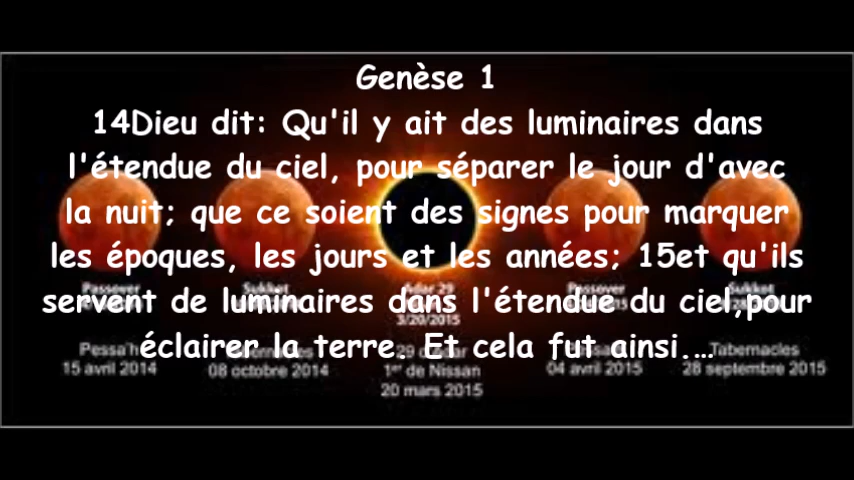 Genèse 1
14Dieu dit: Qu'il y ait des luminaires dans
l'étendue du ciel, pour séparer le jour d'avec
la nuit; que ce soient des signes pour marquer
les époques, les jours et les années; 15et qu'ils
servent de luminaires dans l'étendue du ciel,pour
éclairer la terre. Et cela fut ainsi.…
Passover Sukkot Adar 29 Passover Sukkot
3/20/2015
Pessa'h 29 Tabernacles
15 avril 2014 08 octobre 2014 1er de Nissan 04 avril 2015 28 septembre 2015
20 mars 2015